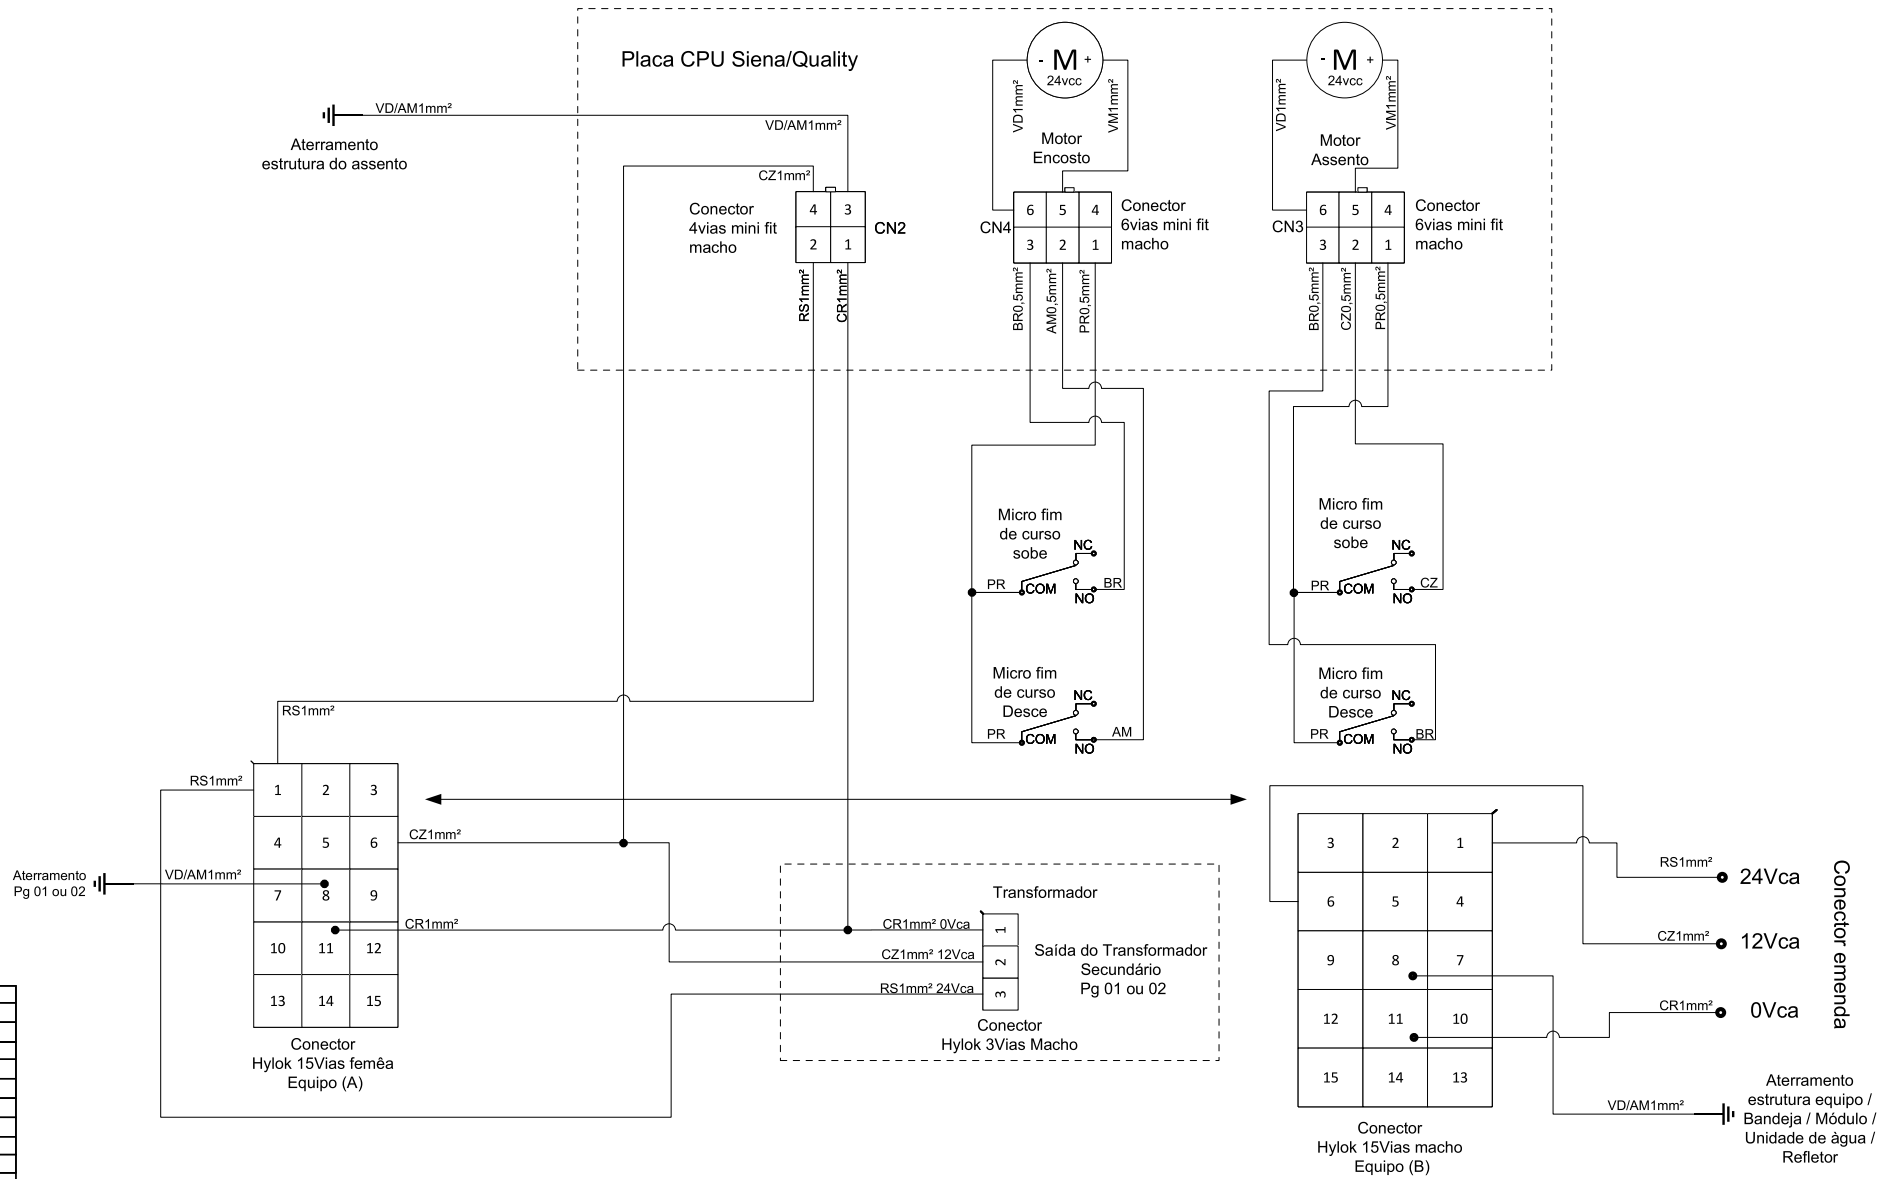 Placa CPU Siena/Quality
VD/AM1mm²
VD/AM1mm²
Aterramento
estrutura do assento
CZ1mm²
Conector
4vias mini fit
macho
4
3
2
1
CN2
RS1mm²
CR1mm²
- M +
24vcc
VD1mm²
VM1mm²
Motor
Encosto
CN4
6
5
4
3
2
1
Conector
6vias mini fit
macho
BR0,5mm²
AM0,5mm²
PR0,5mm²
- M +
24vcc
VD1mm²
VM1mm²
Motor
Assento
CN3
6
5
4
3
2
1
Conector
6vias mini fit
macho
BR0,5mm²
CZ0,5mm²
PR0,5mm²
Micro fim
de curso
sobe
NC
PR
COM
NO
BR
Micro fim
de curso
Desce
NC
PR
COM
NO
AM
Micro fim
de curso
sobe
NC
PR
COM
NO
CZ
Micro fim
de curso
Desce
NC
PR
COM
NO
BR
RS1mm²
RS1mm²
1
2
3
4
5
6
7
8
9
10
11
12
13
14
15
CZ1mm²
Aterramento
Pg 01 ou 02
VD/AM1mm²
CR1mm²
Conector
Hylok 15Vias femêa
Equipo (A)
Transformador
CR1mm² 0Vca
CZ1mm² 12Vca
RS1mm² 24Vca
1
2
3
Saída do Transformador
Secundário
Pg 01 ou 02
Conector
Hylok 3Vias Macho
3
2
1
6
5
4
9
8
7
12
11
10
15
14
13
Conector
Hylok 15Vias macho
Equipo (B)
RS1mm²
24Vca
CZ1mm²
12Vca
CR1mm²
0Vca
Conector emenda
VD/AM1mm²
Aterramento
estrutura equipo /
Bandeja / Módulo /
Unidade de àgua /
Refletor